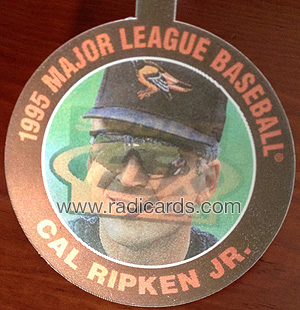 1995 MAJOR LEAGUE BASEBALL®
www.radicards.com
CAL RIPKEN JR.